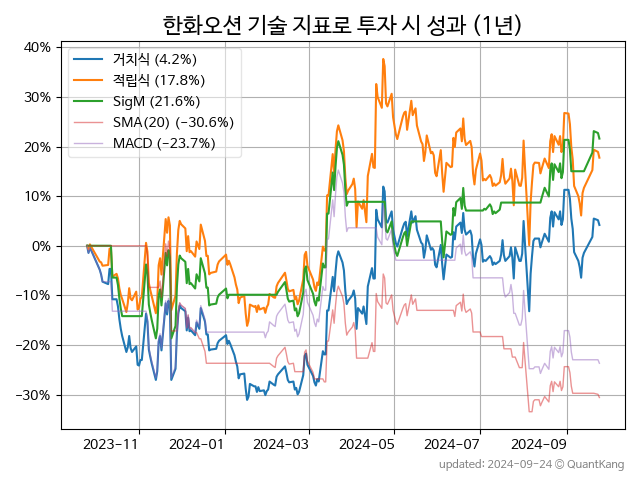 한화오션 기술 지표로 투자 시 성과 (1년)
40%
30%
20%
10%
0%
−10%
−20%
−30%
거치식 (4.2%)
적립식 (17.8%)
SigM (21.6%)
SMA(20) (−30.6%)
MACD (−23.7%)
2023-11 2024-01 2024-03 2024-05 2024-07 2024-09
updated: 2024-09-24 © QuantKang